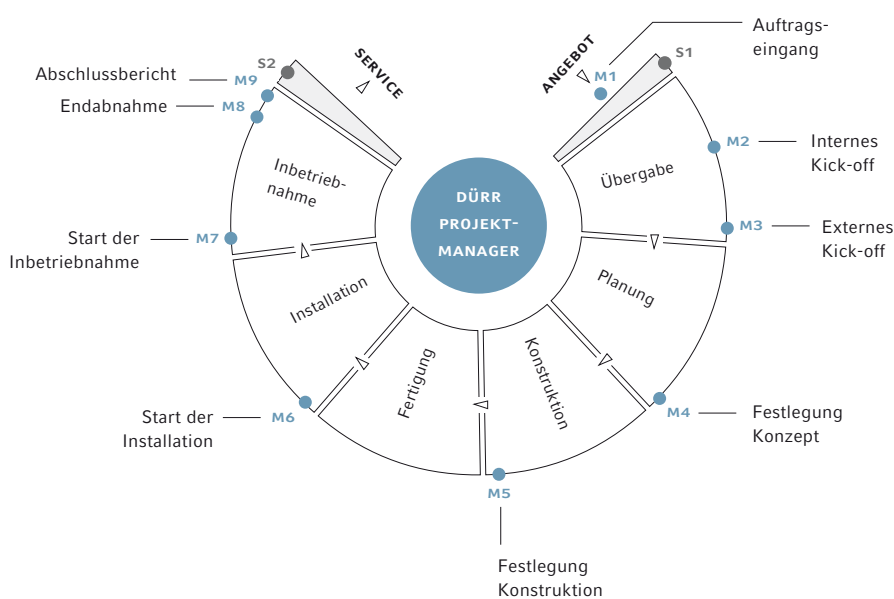 Auftrags-
eingang
S1
ANGEBOT
M1
SERVICE
S2
M9
Abschlussbericht
M8
Endabnahme
M2
Internes
Kick-off
Übergabe
Inbetrieb-
nahme
DÜRR
PROJEKT-
MANAGER
M3
Externes
Kick-off
M7
Start der
Inbetriebnahme
Planung
Installation
Konstruktion
Fertigung
M4
Festlegung
Konzept
M6
Start der
Installation
M5
Festlegung
Konstruktion